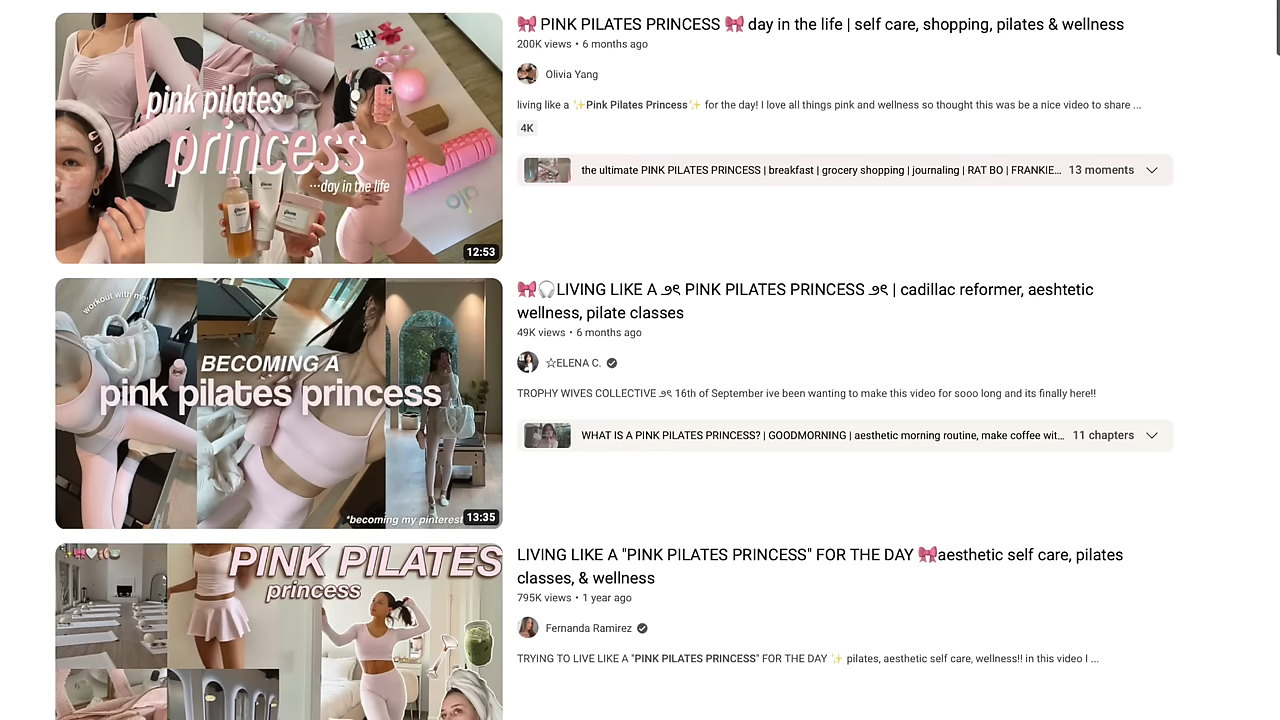 pink pilates
princess
...day in the life
12:53
🎀 PINK PILATES PRINCESS 🎀 day in the life | self care, shopping, pilates & wellness
200K views • 6 months ago
Olivia Yang
living like a ✨Pink Pilates Princess✨ for the day! I love all things pink and wellness so thought this was be a nice video to share ...
4K
the ultimate PINK PILATES PRINCESS | breakfast | grocery shopping | journaling | RAT BO | FRANKIE... 13 moments
workout with me
BECOMING A
pink pilates princess
*becoming my pinterest
13:35
🎀🎧LIVING LIKE A ୨ৎ PINK PILATES PRINCESS ୨ৎ | cadillac reformer, aeshtetic
wellness, pilate classes
49K views • 6 months ago
☆ELENA C.
TROPHY WIVES COLLECTIVE ୨ৎ 16th of September ive been wanting to make this video for sooo long and its finally here!!
WHAT IS A PINK PILATES PRINCESS? | GOODMORNING | aesthetic morning routine, make coffee wit... 11 chapters
PINK PILATES
princess
LIVING LIKE A "PINK PILATES PRINCESS" FOR THE DAY 🎀aesthetic self care, pilates
classes, & wellness
795K views • 1 year ago
Fernanda Ramirez
TRYING TO LIVE LIKE A "PINK PILATES PRINCESS" FOR THE DAY ✨ pilates, aesthetic self care, wellness!! in this video I ...